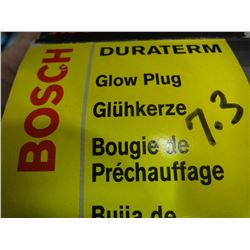 BOSCH
DURATERM
Glow Plug
Glühkerze
7.3
Bougie de
Préchauffage
Bujia de